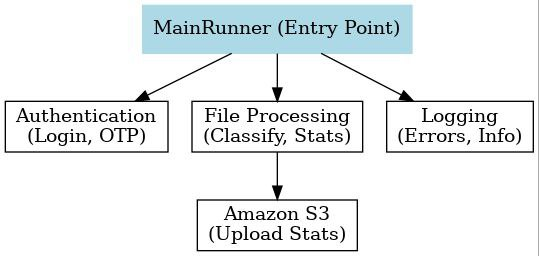 MainRunner (Entry Point)
Authentication
(Login, OTP)
File Processing
(Classify, Stats)
Logging
(Errors, Info)
Amazon S3
(Upload Stats)